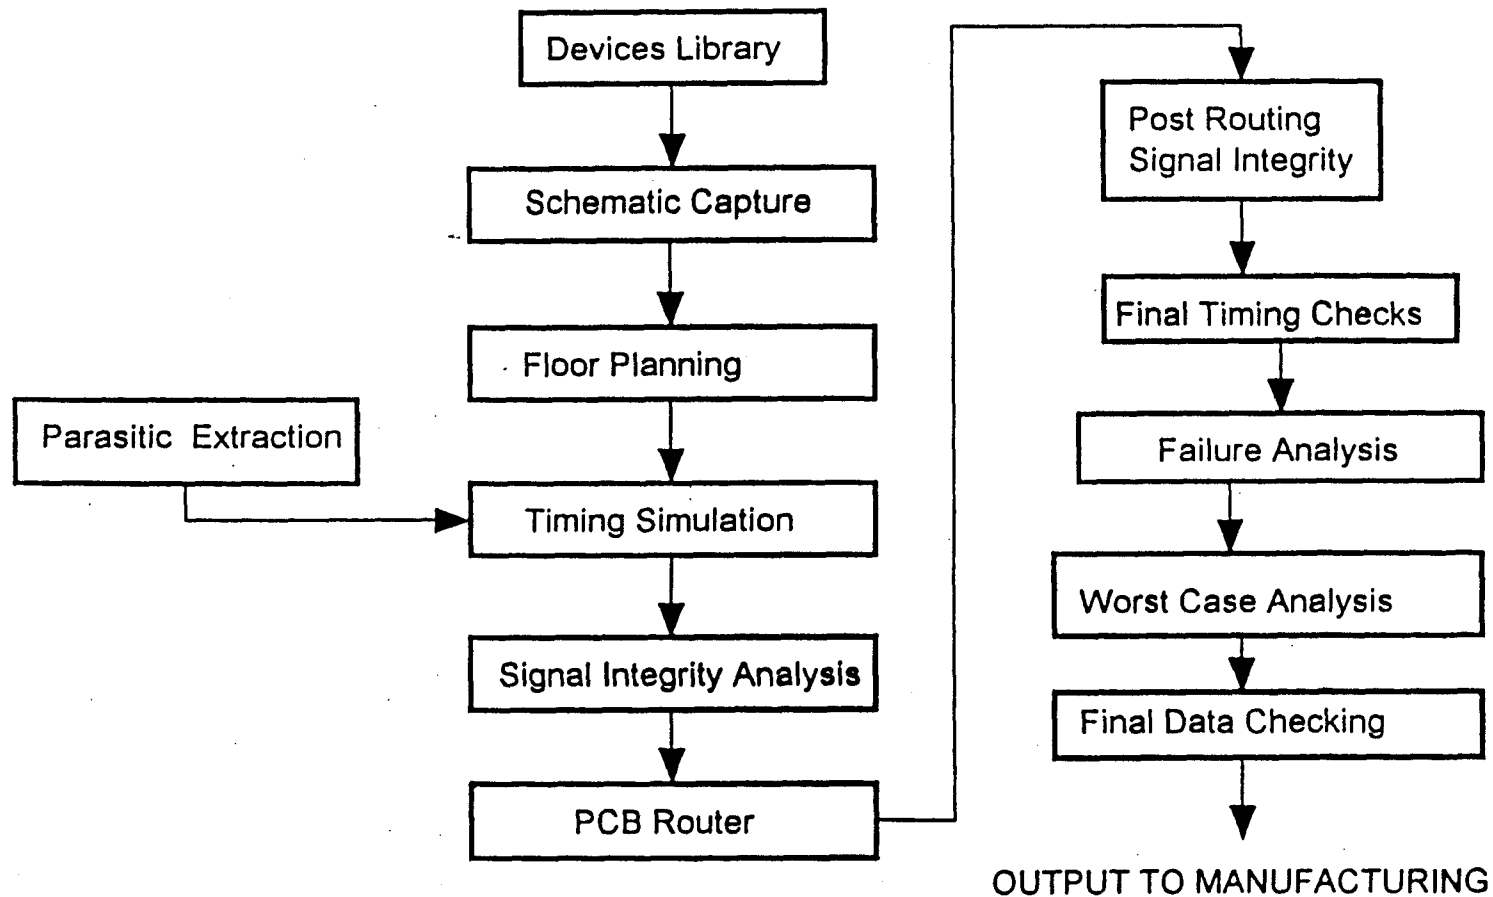 Devices Library
Schematic Capture
Floor Planning
Parasitic Extraction
Timing Simulation
Signal Integrity Analysis
PCB Router
Post Routing
Signal Integrity
Final Timing Checks
Failure Analysis
Worst Case Analysis
Final Data Checking
OUTPUT TO MANUFACTURING